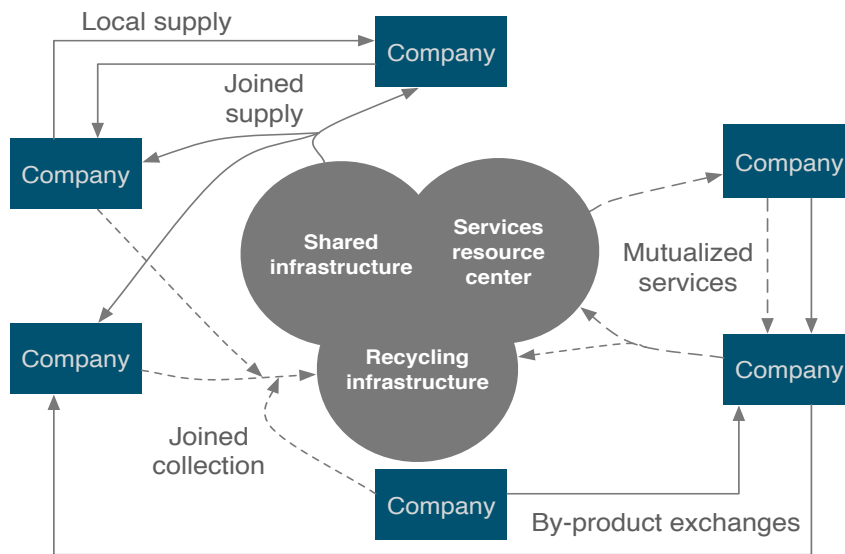 Local supply
Company
Joined
supply
Company
Company
Shared
infrastructure
Services
resource
center
Mutualized
services
Company
Recycling
infrastructure
Company
Joined
collection
Company
By-product exchanges